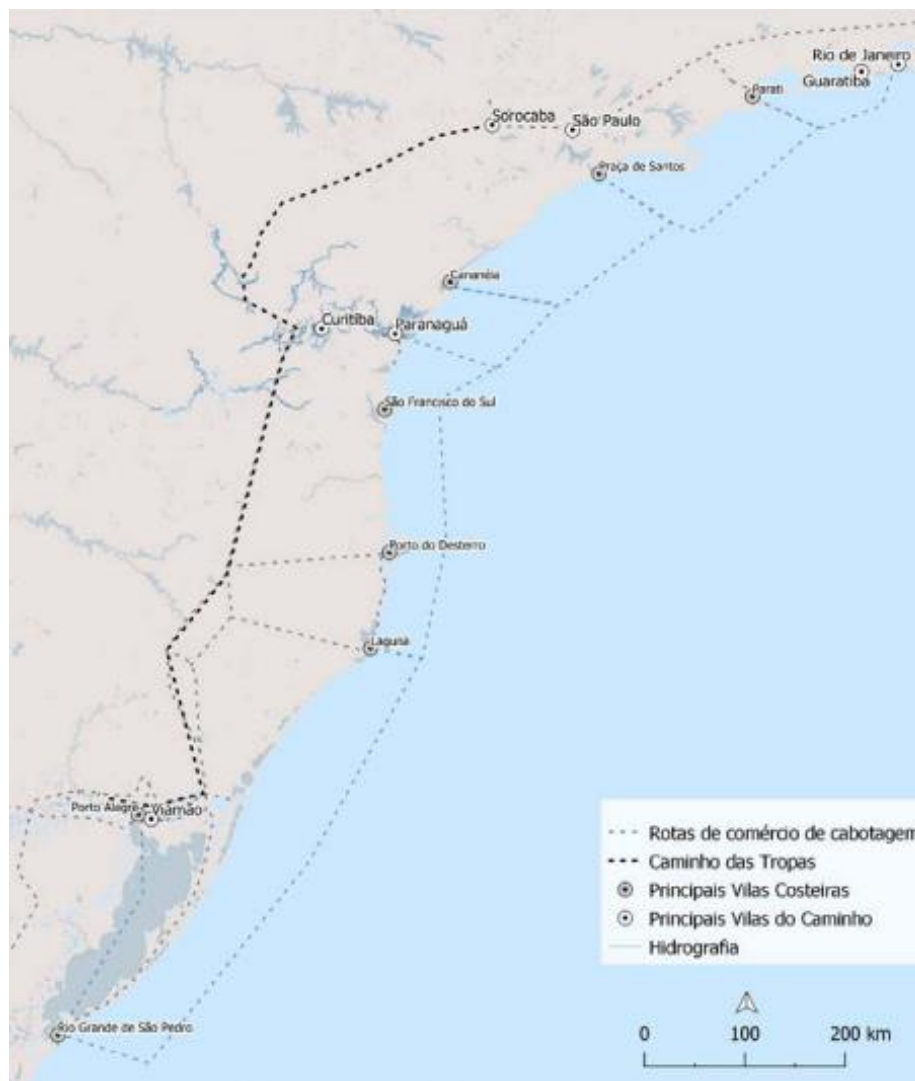 Rio de Janeiro
Guaratiba
Parati
Sorocaba
São Paulo
Praça de Santos
Cananéia
Curitiba
Paranaguá
São Francisco do Sul
Porto do Desterro
Laguna
Porto Alegre
Viamão
Rio Grande de São Pedro
Rotas de comércio de cabotagem
Caminho das Tropas
Principais Vilas Costeiras
Principais Vilas do Caminho
Hidrografia
0 100 200 km